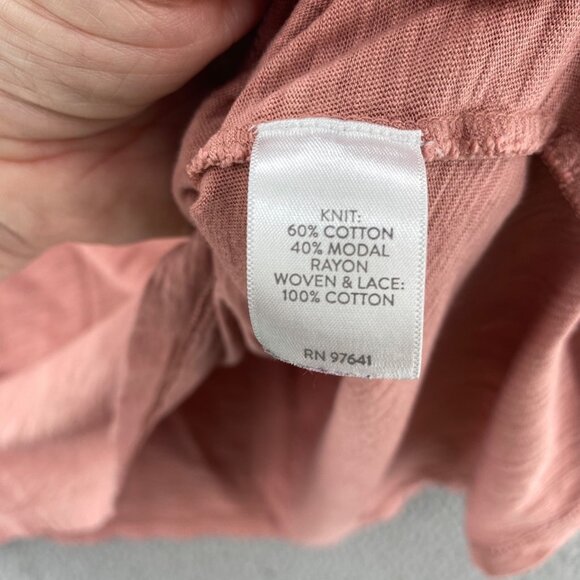 KNIT:
60% COTTON
40% MODAL
RAYON
WOVEN & LACE:
100% COTTON
RN 97641